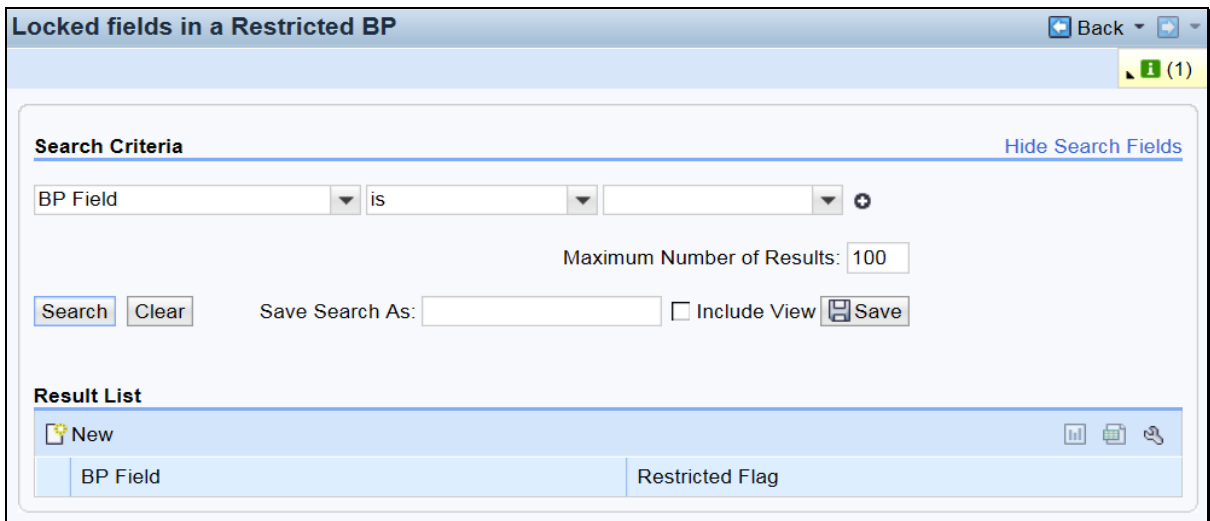 Locked fields in a Restricted BP Back
(1)
Search Criteria Hide Search Fields
BP Field is
Maximum Number of Results: 100
Search Clear Save Search As: Include View Save
Result List
New
BP Field Restricted Flag